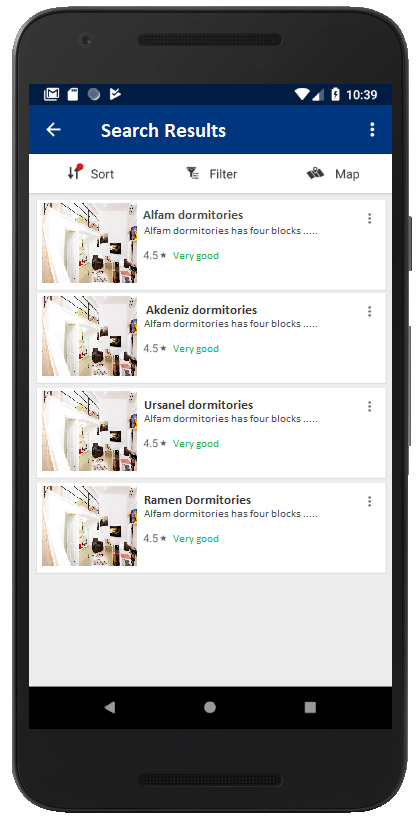 10:39
Search Results
Sort Filter Map
Alfam dormitories
Alfam dormitories has four blocks .....
4.5★ Very good
Akdeniz dormitories
Alfam dormitories has four blocks .....
4.5★ Very good
Ursanel dormitories
Alfam dormitories has four blocks .....
4.5★ Very good
Ramen Dormitories
Alfam dormitories has four blocks .....
4.5★ Very good